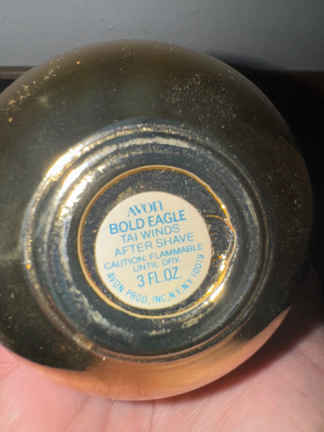 AVON
BOLD EAGLE
TAI WINDS
AFTER SHAVE
CAUTION: FLAMMABLE
UNTIL DRY.
3 FL.OZ.
AVON PROD., INC., N.Y., N.Y. 10019